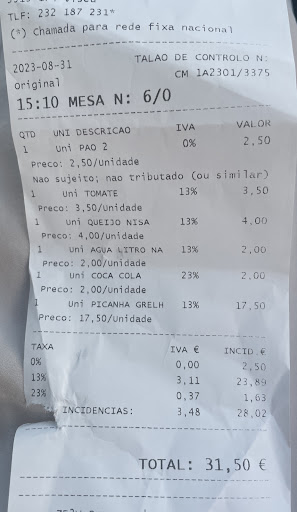 TLF: 232 187 231*
(*) Chamada para rede fixa nacional
2023-08-31 TALAO DE CONTROLO N:
Original CM 1A2301/3375
15:10 MESA N: 6/0
QTD UNI DESCRICAO IVA VALOR
1 Uni PAO 2 0% 2,50
Preco: 2,50/Unidade
Nao sujeito; nao tributado (ou similar)
1 Uni TOMATE 13% 3,50
Preco: 3,50/Unidade
1 Uni QUEIJO NISA 13% 4,00
Preco: 4,00/Unidade
1 Uni AGUA LITRO NA 13% 2,00
Preco: 2,00/Unidade
1 Uni COCA COLA 23% 2,00
Preco: 2,00/Unidade
1 Uni PICANHA GRELH 13% 17,50
Preco: 17,50/Unidade
TAXA IVA € INCID.€
0% 0,00 2,50
13% 3,11 23,89
23% 0,37 1,63
INCIDENCIAS: 3,48 28,02
TOTAL: 31,50 €